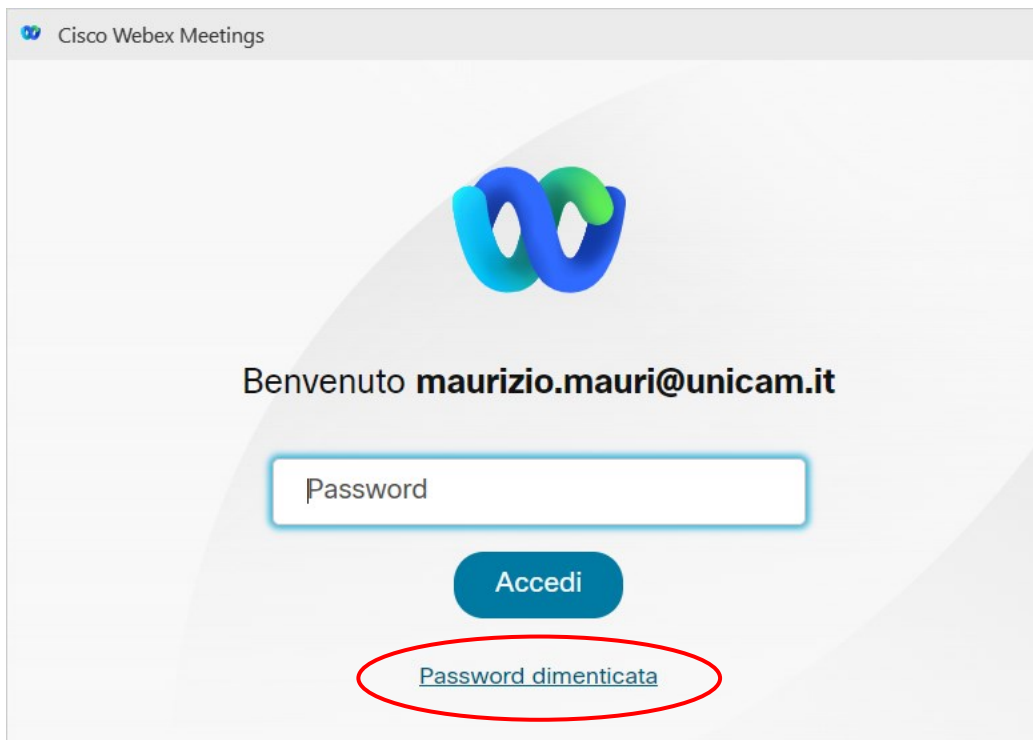 Cisco Webex Meetings
Benvenuto maurizio.mauri@unicam.it
Password
Accedi
Password dimenticata